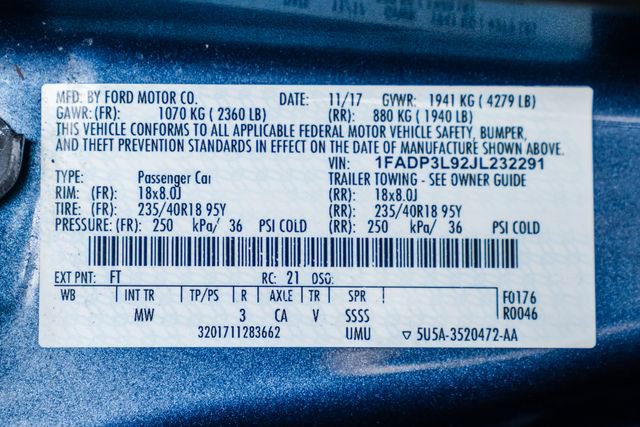 MFD. BY FORD MOTOR CO. DATE: 11/17 GVWR: 1941 KG ( 4279 LB)
GAWR: (FR): 1070 KG ( 2360 LB) (RR): 880 KG ( 1940 LB)
THIS VEHICLE CONFORMS TO ALL APPLICABLE FEDERAL MOTOR VEHICLE SAFETY, BUMPER,
AND THEFT PREVENTION STANDARDS IN EFFECT ON THE DATE OF MANUFACTURE SHOWN ABOVE.
VIN: 1FADP3L92JL232291
TYPE: Passenger Car TRAILER TOWING - SEE OWNER GUIDE
RIM: (FR): 18x8.0J (RR): 18x8.0J
TIRE: (FR): 235/40R18 95Y (RR): 235/40R18 95Y
PRESSURE: (FR): 250 kPa/ 36 PSI COLD (RR): 250 kPa/ 36 PSI COLD
EXT PNT: FT RC: 21 DSO:
WB INT TR TP/PS R AXLE TR SPR F0176
MW 3 CA V SSSS R0046
3201711283662 UMU ▽ 5U5A-3520472-AA